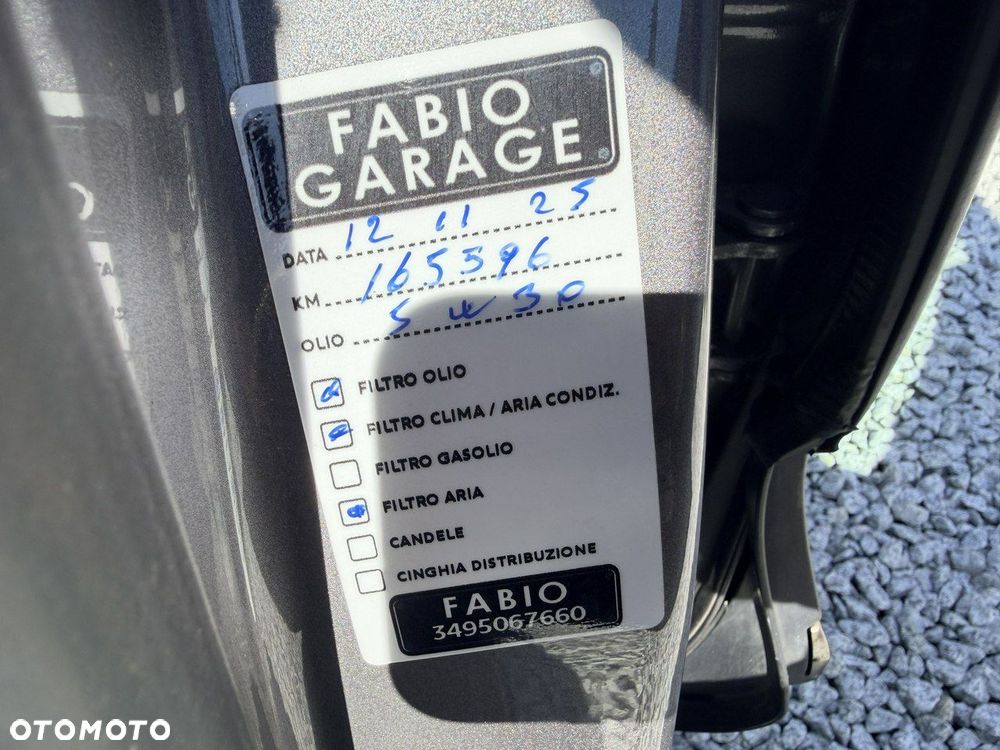 FABIO
GARAGE
DATA 12 11 25
KM 165596
OLIO 5 W 30
FILTRO OLIO
FILTRO CLIMA / ARIA CONDIZ.
FILTRO GASOLIO
FILTRO ARIA
CANDELE
CINGHIA DISTRIBUZIONE
FABIO
3495067660
OTOMOTO